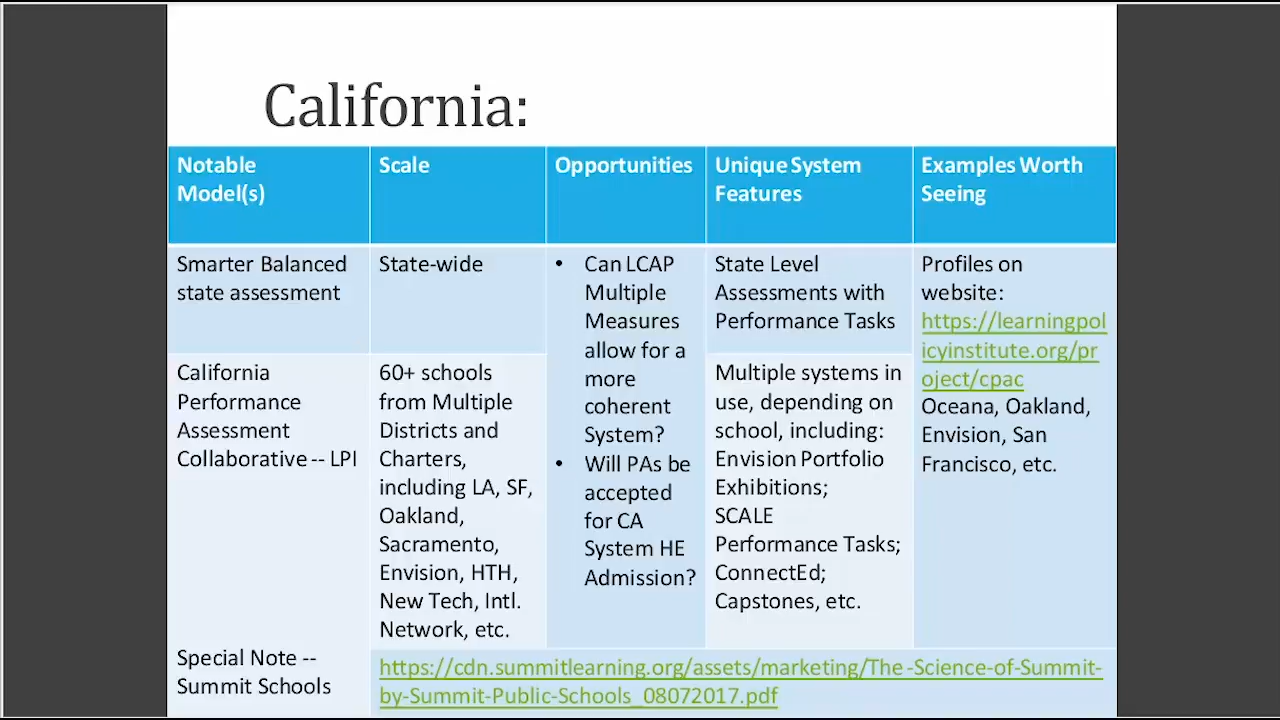 California:
Notable
Model(s)
Scale
Opportunities
Unique System
Features
Examples Worth
Seeing
Smarter Balanced
state assessment
State-wide
• Can LCAP
Multiple
Measures
allow for a
more
coherent
System?
• Will PAs be
accepted
for CA
System HE
Admission?
State Level
Assessments with
Performance Tasks
Profiles on
website:
https://learningpol
icyinstitute.org/pr
oject/cpac
Oceana, Oakland,
Envision, San
Francisco, etc.
California
Performance
Assessment
Collaborative -- LPI
60+ schools
from Multiple
Districts and
Charters,
including LA, SF,
Oakland,
Sacramento,
Envision, HTH,
New Tech, Intl.
Network, etc.
Multiple systems in
use, depending on
school, including:
Envision Portfolio
Exhibitions;
SCALE
Performance Tasks;
ConnectEd;
Capstones, etc.
Special Note --
Summit Schools
https://cdn.summitlearning.org/assets/marketing/The-Science-of-Summit-
by-Summit-Public-Schools_08072017.pdf